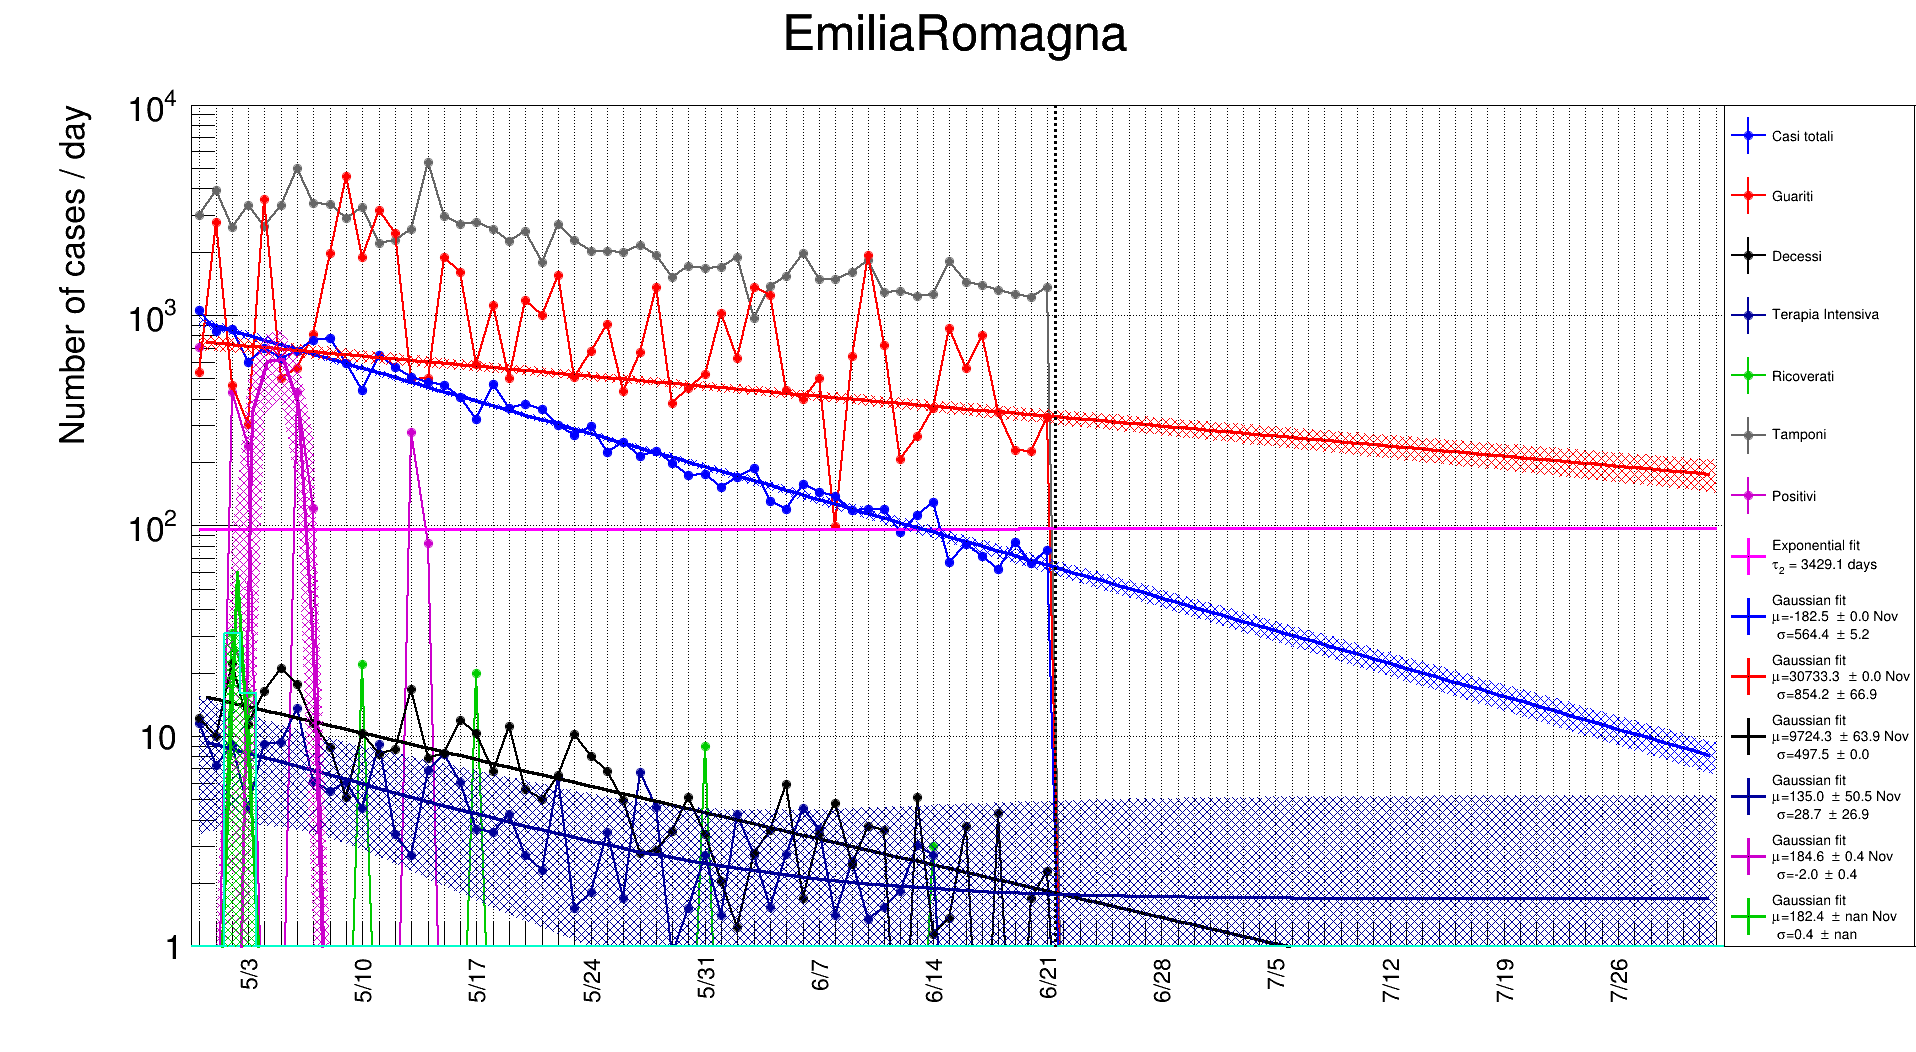 EmiliaRomagna
Number of cases / day
10^4
10^3
10^2
10
1
5/3
5/10
5/17
5/24
5/31
6/7
6/14
6/21
6/28
7/5
7/12
7/19
7/26
Casi totali
Guariti
Decessi
Terapia Intensiva
Ricoverati
Tamponi
Positivi
Exponential fit
τ2 = 3429.1 days
Gaussian fit
μ=-182.5 ± 0.0 Nov
σ=564.4 ± 5.2
Gaussian fit
μ=30733.3 ± 0.0 Nov
σ=854.2 ± 66.9
Gaussian fit
μ=9724.3 ± 63.9 Nov
σ=497.5 ± 0.0
Gaussian fit
μ=135.0 ± 50.5 Nov
σ=28.7 ± 26.9
Gaussian fit
μ=184.6 ± 0.4 Nov
σ=-2.0 ± 0.4
Gaussian fit
μ=182.4 ± nan Nov
σ=0.4 ± nan